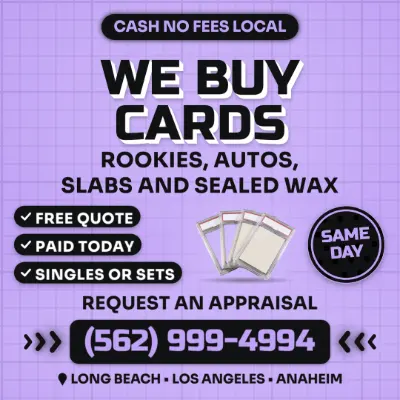 CASH NO FEES LOCAL
WE BUY
CARDS
ROOKIES, AUTOS,
SLABS AND SEALED WAX
FREE QUOTE
PAID TODAY
SINGLES OR SETS
SAME
DAY
REQUEST AN APPRAISAL
(562) 999-4994
LONG BEACH • LOS ANGELES • ANAHEIM